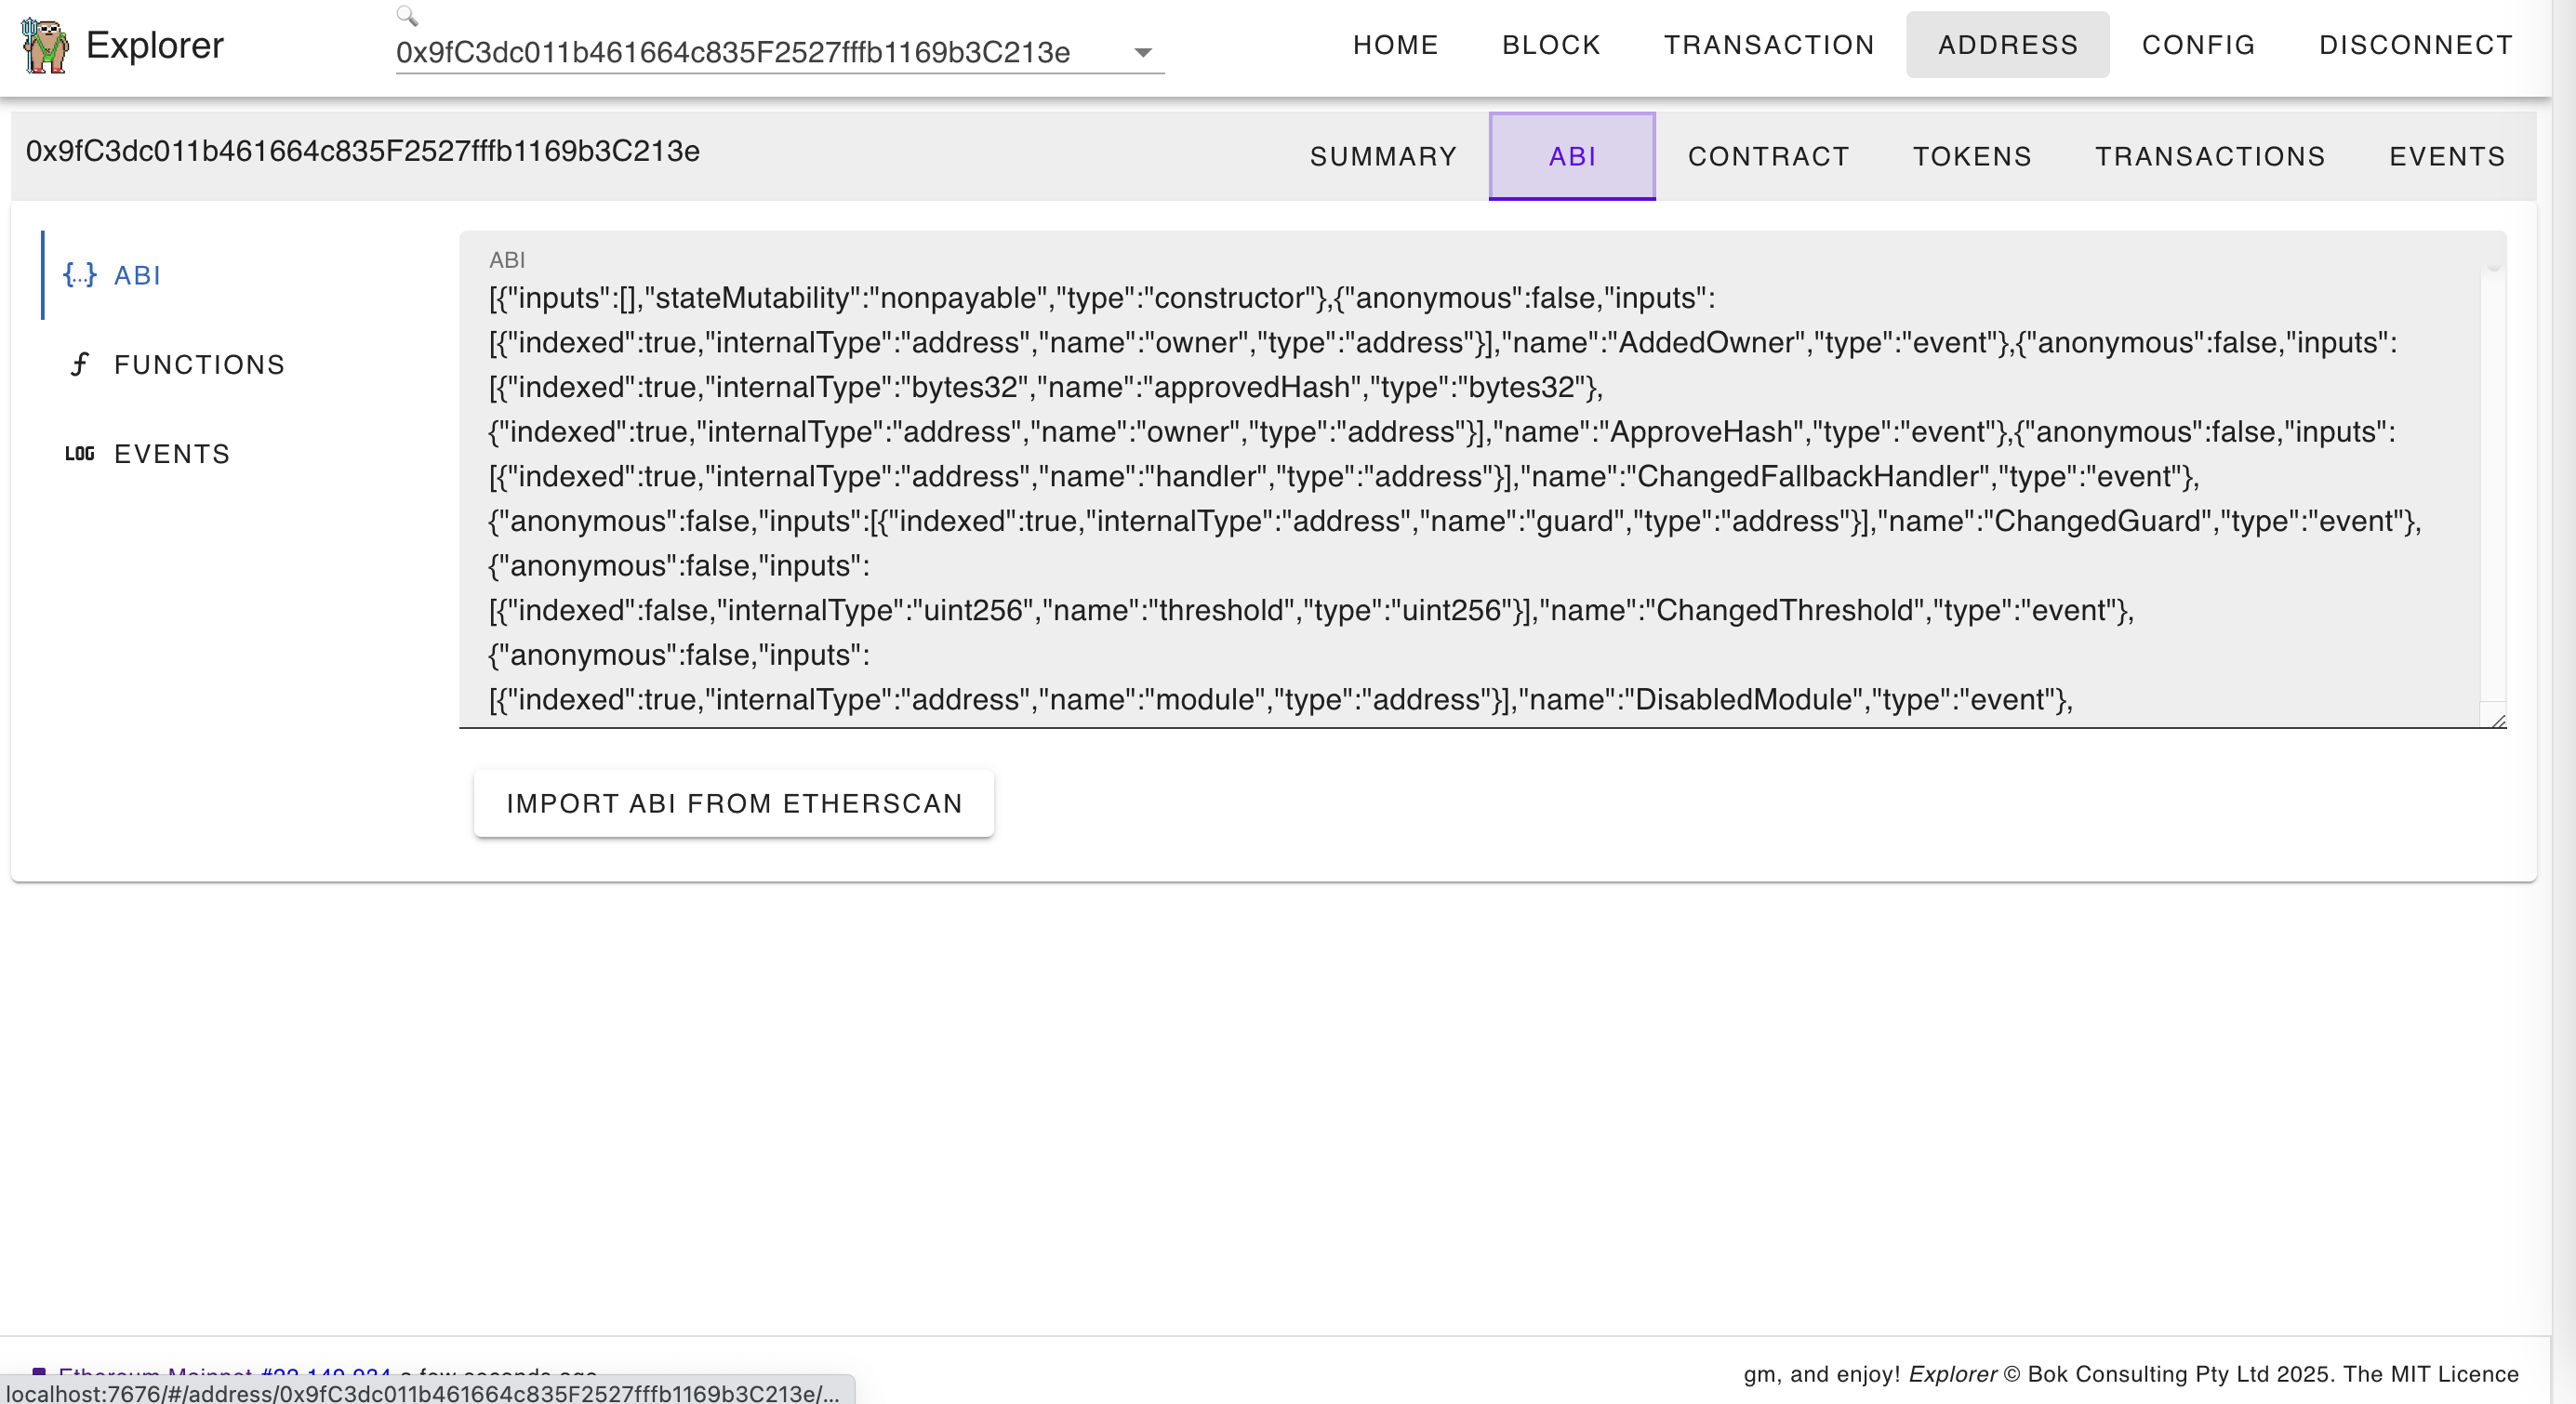 Explorer
0x9fC3dc011b461664c835F2527fffb1169b3C213e
HOME BLOCK TRANSACTION ADDRESS CONFIG DISCONNECT
0x9fC3dc011b461664c835F2527fffb1169b3C213e
SUMMARY ABI CONTRACT TOKENS TRANSACTIONS EVENTS
{...} ABI
ƒ FUNCTIONS
LOG EVENTS
ABI
[{"inputs":[],"stateMutability":"nonpayable","type":"constructor"},{"anonymous":false,"inputs":
[{"indexed":true,"internalType":"address","name":"owner","type":"address"}],"name":"AddedOwner","type":"event"},{"anonymous":false,"inputs":
[{"indexed":true,"internalType":"bytes32","name":"approvedHash","type":"bytes32"},
{"indexed":true,"internalType":"address","name":"owner","type":"address"}],"name":"ApproveHash","type":"event"},{"anonymous":false,"inputs":
[{"indexed":true,"internalType":"address","name":"handler","type":"address"}],"name":"ChangedFallbackHandler","type":"event"},
{"anonymous":false,"inputs":[{"indexed":true,"internalType":"address","name":"guard","type":"address"}],"name":"ChangedGuard","type":"event"},
{"anonymous":false,"inputs":
[{"indexed":false,"internalType":"uint256","name":"threshold","type":"uint256"}],"name":"ChangedThreshold","type":"event"},
{"anonymous":false,"inputs":
[{"indexed":true,"internalType":"address","name":"module","type":"address"}],"name":"DisabledModule","type":"event"},
IMPORT ABI FROM ETHERSCAN
Ethereum Mainnet a few seconds ago
gm, and enjoy! Explorer © Bok Consulting Pty Ltd 2025. The MIT Licence
localhost:7676/#/address/0x9fC3dc011b461664c835F2527fffb1169b3C213e/...